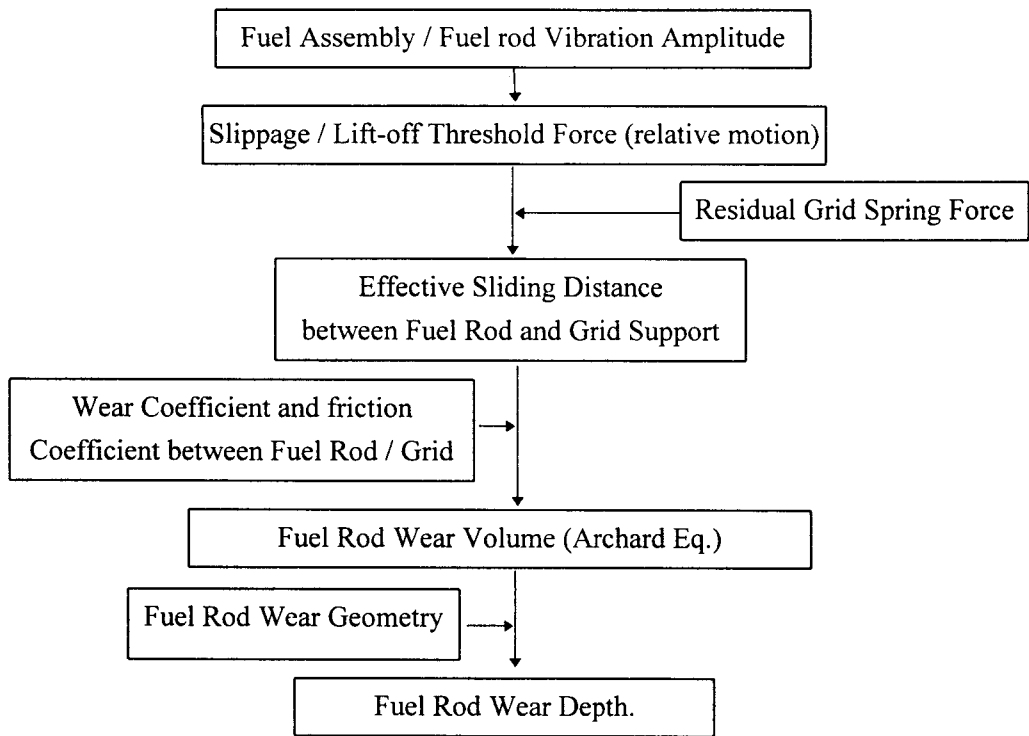 Fuel Assembly / Fuel rod Vibration Amplitude
Slippage / Lift-off Threshold Force (relative motion)
Residual Grid Spring Force
Effective Sliding Distance
between Fuel Rod and Grid Support
Wear Coefficient and friction
Coefficient between Fuel Rod / Grid
Fuel Rod Wear Volume (Archard Eq.)
Fuel Rod Wear Geometry
Fuel Rod Wear Depth.